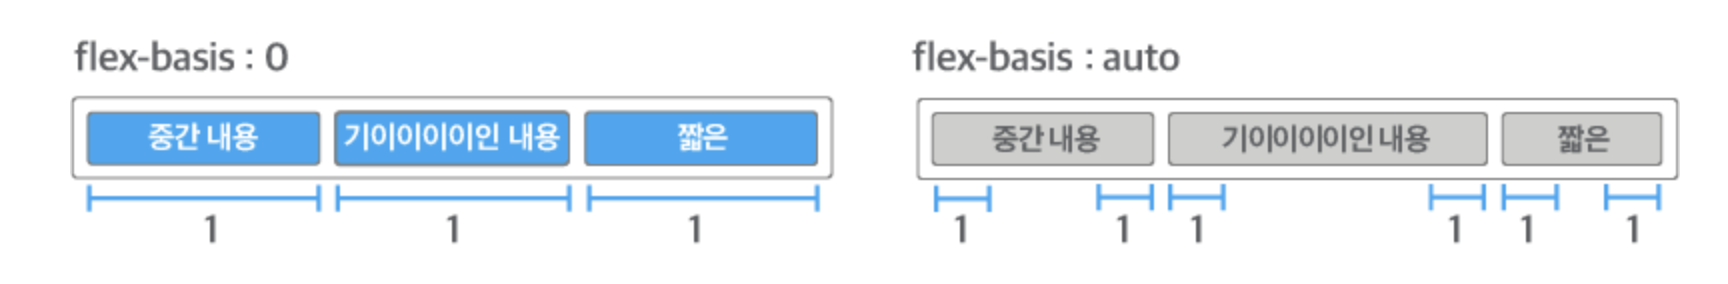 flex-basis : 0
중간 내용 기이이이이인 내용 짧은
1 1 1
flex-basis : auto
중간 내용 기이이이이인 내용 짧은
1 1 1 1 1 1